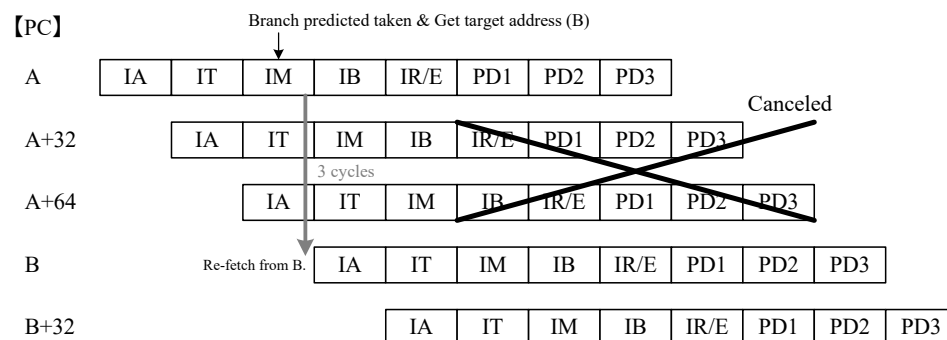 Branch predicted taken & Get target address (B)
【PC】
A IA IT IM IB IR/E PD1 PD2 PD3
Canceled
A+32 IA IT IM IB IR/E PD1 PD2 PD3
3 cycles
A+64 IA IT IM IB IR/E PD1 PD2 PD3
B Re-fetch from B. IA IT IM IB IR/E PD1 PD2 PD3
B+32 IA IT IM IB IR/E PD1 PD2 PD3